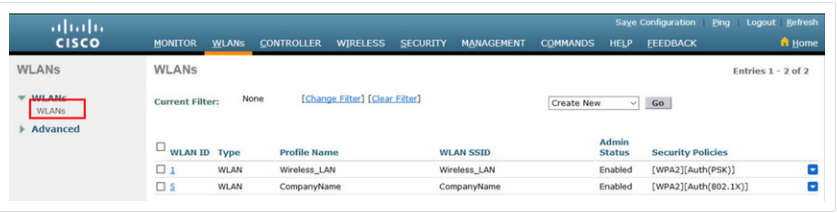 Save Configuration | Ping | Logout | Refresh
CISCO
MONITOR WLANs CONTROLLER WIRELESS SECURITY MANAGEMENT COMMANDS HELP FEEDBACK Home
WLANs
WLANs
WLANs
Advanced
WLANs
Entries 1 - 2 of 2
Current Filter: None [Change Filter] [Clear Filter] Create New Go
WLAN ID Type Profile Name WLAN SSID Admin Status Security Policies
1 WLAN Wireless_LAN Wireless_LAN Enabled [WPA2][Auth(PSK)]
5 WLAN CompanyName CompanyName Enabled [WPA2][Auth(802.1X)]